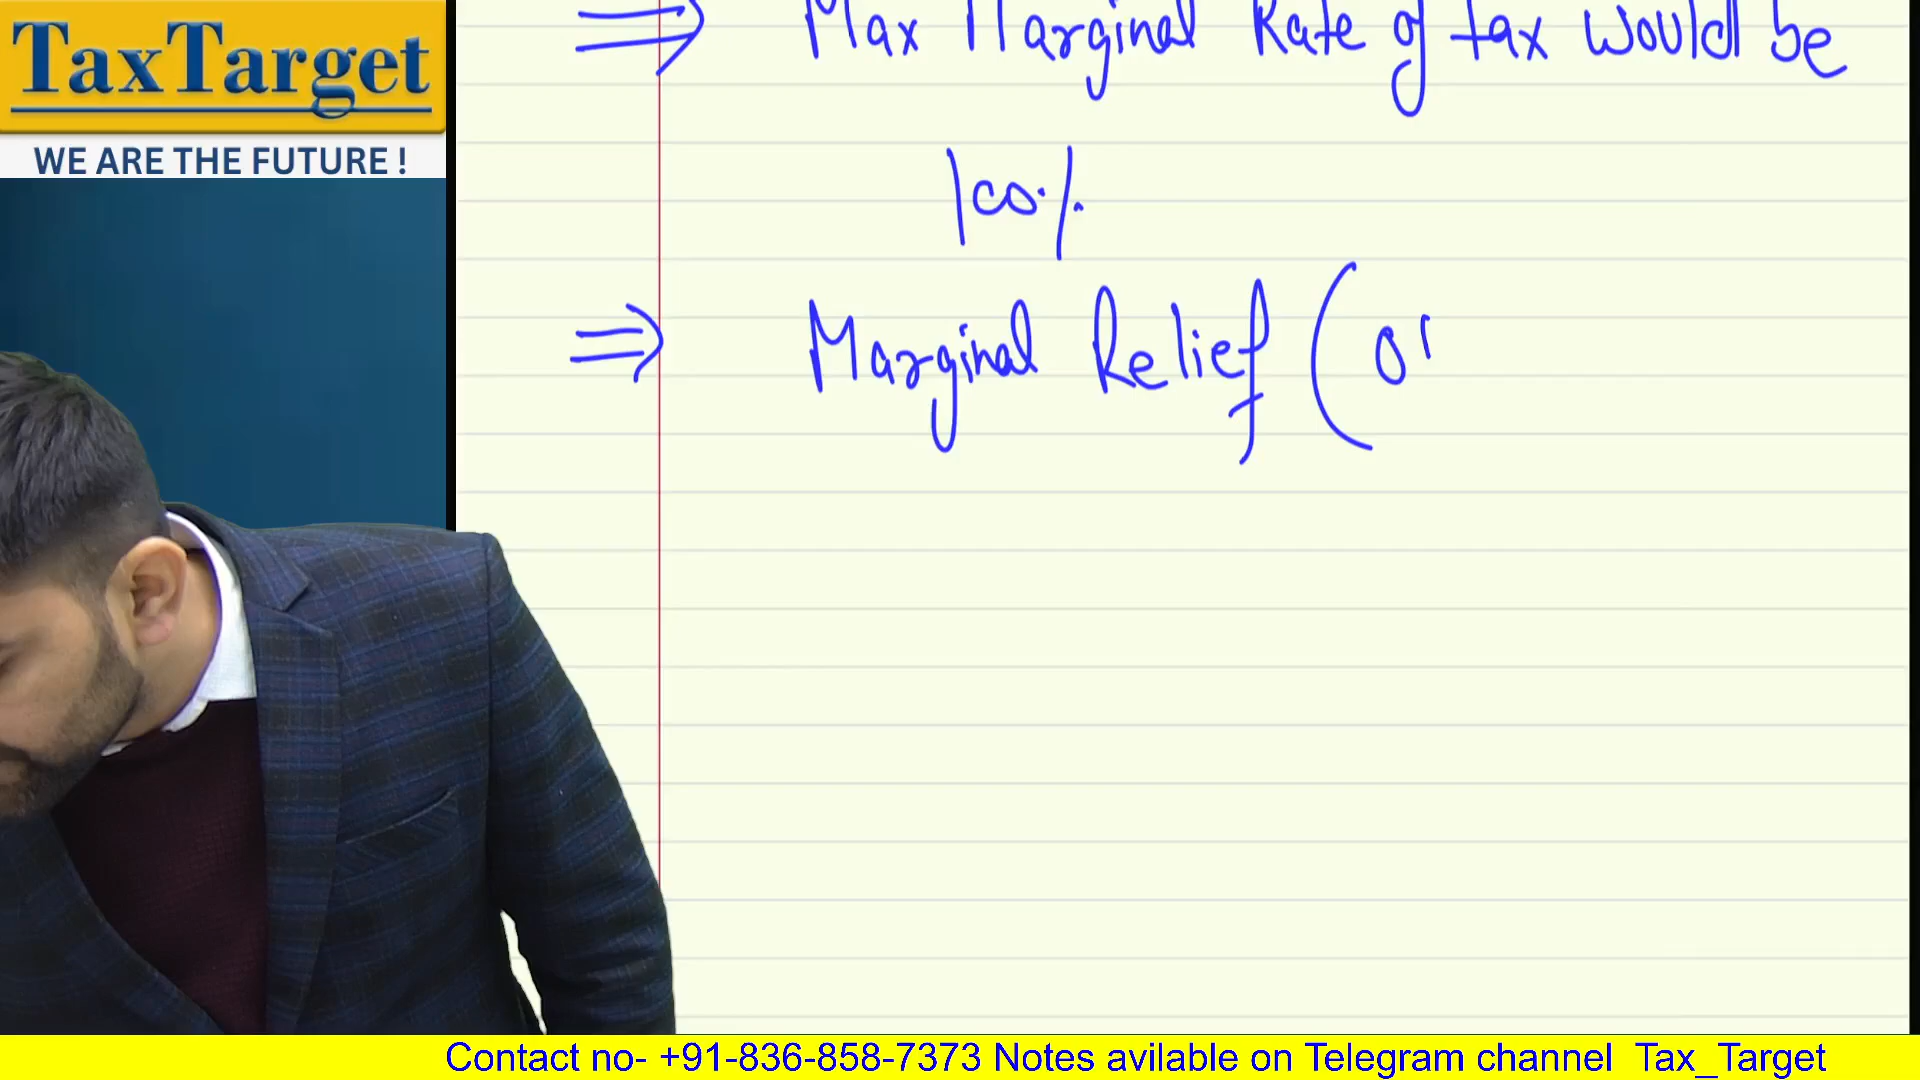 TaxTarget
WE ARE THE FUTURE !
⇒ Max Marginal Rate of tax would be
100%
⇒ Marginal Relief (
Contact no- +91-836-858-7373 Notes avilable on Telegram channel Tax_Target